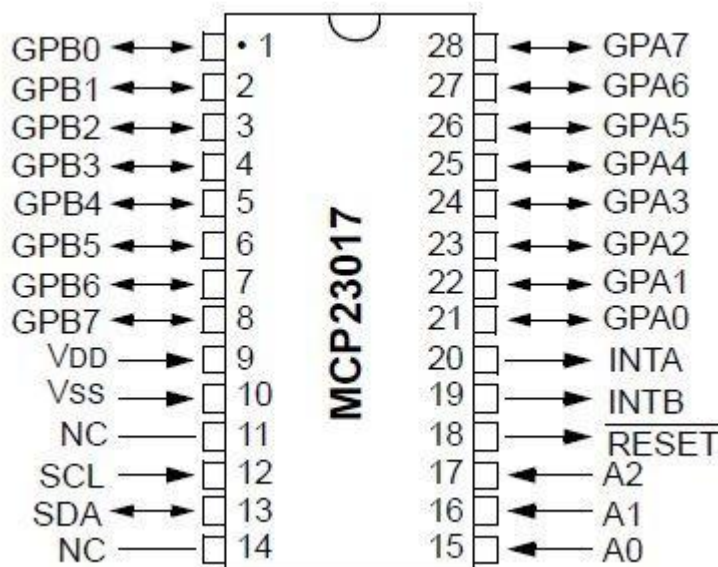 GPB0 • 1 28 GPA7
GPB1 2 27 GPA6
GPB2 3 26 GPA5
GPB3 4 25 GPA4
GPB4 5 24 GPA3
GPB5 6 23 GPA2
GPB6 7 22 GPA1
GPB7 8 21 GPA0
VDD 9 20 INTA
VSS 10 19 INTB
NC 11 18 RESET
SCL 12 17 A2
SDA 13 16 A1
NC 14 15 A0
MCP23017